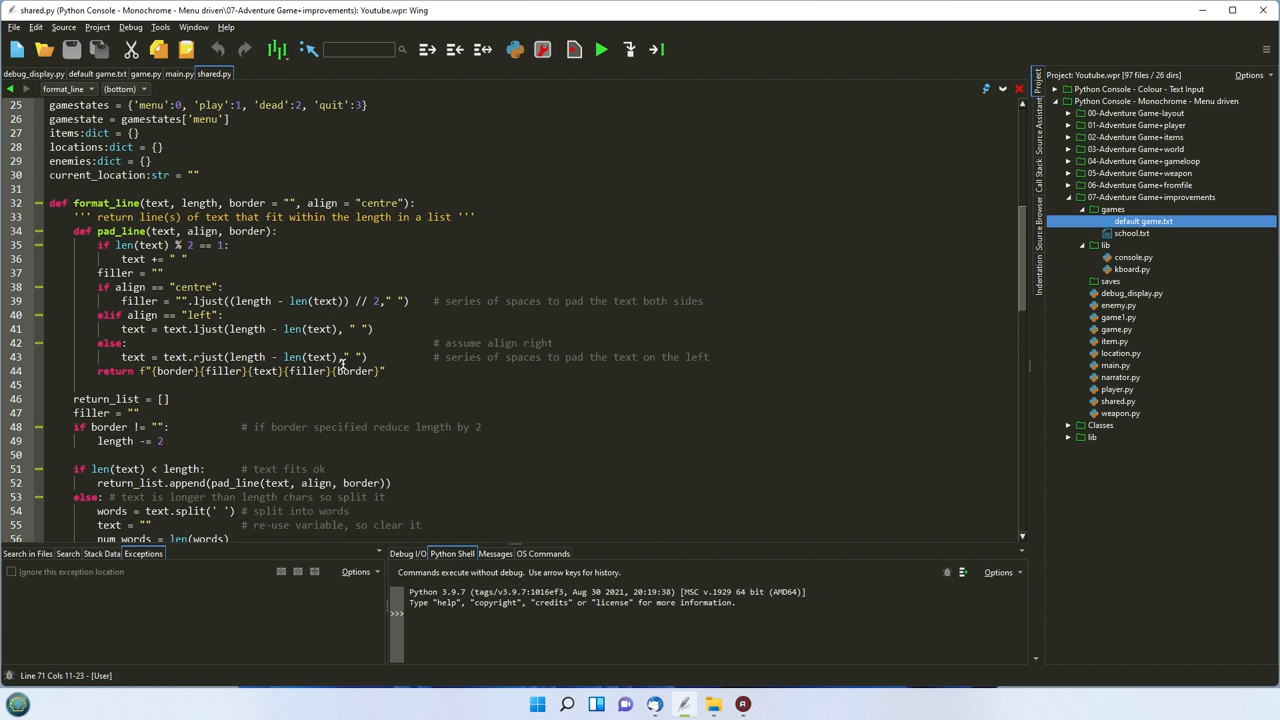 shared.py (Python Console - Monochrome - Menu driven\07-Adventure Game+improvements): Youtube.wpr: Wing
File Edit Source Project Debug Tools Window Help
debug_display.py default game.txt game.py main.py shared.py
format_line (bottom)
25 gamestates = {'menu':0, 'play':1, 'dead':2, 'quit':3}
26 gamestate = gamestates['menu']
27 items:dict = {}
28 locations:dict = {}
29 enemies:dict = {}
30 current_location:str = ""
31
32 def format_line(text, length, border = "", align = "centre"):
33 ''' return line(s) of text that fit within the length in a list '''
34 def pad_line(text, align, border):
35 if len(text) % 2 == 1:
36 text += " "
37 filler = ""
38 if align == "centre":
39 filler = "".ljust((length - len(text)) // 2," ") # series of spaces to pad the text both sides
40 elif align == "left":
41 text = text.ljust(length - len(text), " ")
42 else: # assume align right
43 text = text.rjust(length - len(text)," ") # series of spaces to pad the text on the left
44 return f"{border}{filler}{text}{filler}{border}"
45
46 return_list = []
47 filler = ""
48 if border != "": # if border specified reduce length by 2
49 length -= 2
50
51 if len(text) < length: # text fits ok
52 return_list.append(pad_line(text, align, border))
53 else: # text is longer than length chars so split it
54 words = text.split(' ') # split into words
55 text = "" # re-use variable, so clear it
56 num_words = len(words)
Project
Source Assistant
Call Stack
Source Browser
Indentation
Project: Youtube.wpr [97 files / 26 dirs] Options
Python Console - Colour - Text Input
Python Console - Monochrome - Menu driven
00-Adventure Game-layout
01-Adventure Game+player
02-Adventure Game+items
03-Adventure Game+world
04-Adventure Game+gameloop
05-Adventure Game+weapon
06-Adventure Game+fromfile
07-Adventure Game+improvements
games
default game.txt
school.txt
lib
console.py
kboard.py
saves
debug_display.py
enemy.py
game1.py
game.py
item.py
location.py
main.py
narrator.py
player.py
shared.py
weapon.py
Classes
lib
Search in Files Search Stack Data Exceptions
Ignore this exception location Options
Debug I/O Python Shell Messages OS Commands
Commands execute without debug. Use arrow keys for history. Options
Python 3.9.7 (tags/v3.9.7:1016ef3, Aug 30 2021, 20:19:38) [MSC v.1929 64 bit (AMD64)]
Type "help", "copyright", "credits" or "license" for more information.
>>>
Line 71 Cols 11-23 - [User]